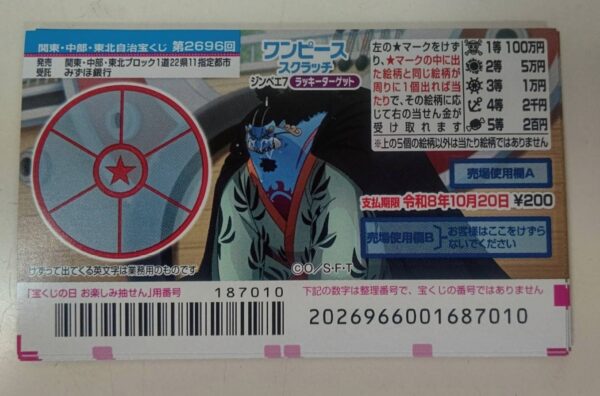 関東・中部・東北自治宝くじ 第2696回
発売 関東・中部・東北ブロック1道22県11指定都市
受託 みずほ銀行
ワンピース
スクラッチ
ジンベエ7 ラッキーターゲット
左の★マークをけず
り、★マークの中に出
た絵柄と同じ絵柄が
周りに1個出れば当
たりで、その絵柄に応
じて右の当せん金が
受け取れます
1等 100万円
2等 5万円
3等 1万円
4等 2千円
5等 2百円
※上の5個の絵柄以外は当たり絵柄ではありません
売場使用欄A
支払期限 令和8年10月20日 ¥200
売場使用欄B
お客様はここをけずら
ないでください
けずって出てくる英文字は業務用のものです
©O/S・F・T
「宝くじの日 お楽しみ抽せん」用番号
187010
下記の数字は整理番号で、宝くじの番号ではありません
2026966001687010